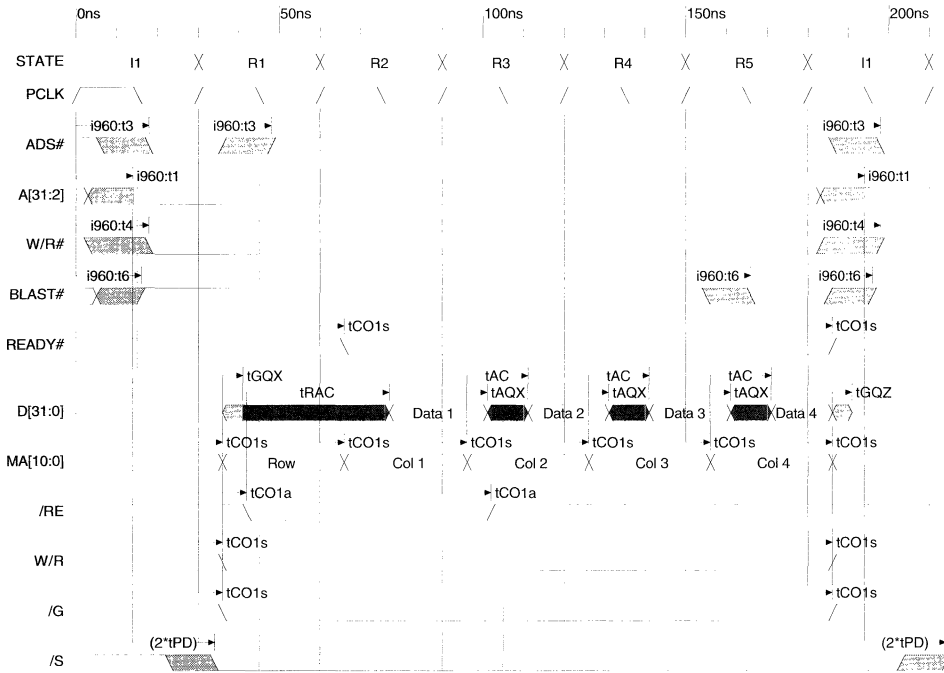 0ns 50ns 100ns 150ns 200ns
STATE I1 R1 R2 R3 R4 R5 I1
PCLK
i960:t3 i960:t3 i960:t3
ADS#
i960:t1 i960:t1
A[31:2]
i960:t4 i960:t4
W/R#
i960:t6 i960:t6 i960:t6
BLAST#
tCO1s tCO1s
READY#
tGQX tAC tAC tAC
tRAC tAQX tAQX tAQX tGQZ
D[31:0] Data 1 Data 2 Data 3 Data 4
tCO1s tCO1s tCO1s tCO1s tCO1s tCO1s
MA[10:0] Row Col 1 Col 2 Col 3 Col 4
tCO1a tCO1a
/RE
tCO1s tCO1s
W/R
tCO1s tCO1s
/G
(2*tPD) (2*tPD)
/S